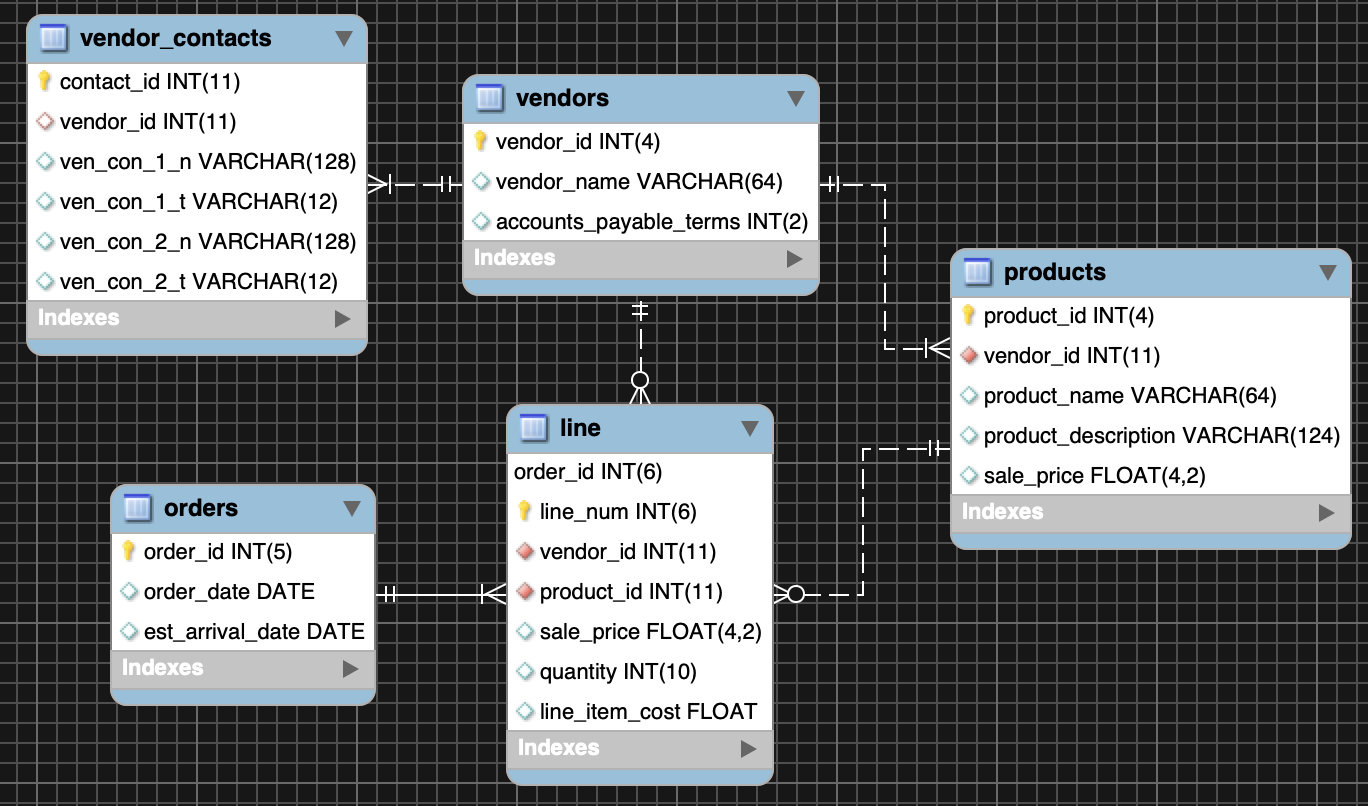 vendor_contacts
contact_id INT(11)
vendor_id INT(11)
ven_con_1_n VARCHAR(128)
ven_con_1_t VARCHAR(12)
ven_con_2_n VARCHAR(128)
ven_con_2_t VARCHAR(12)
Indexes
vendors
vendor_id INT(4)
vendor_name VARCHAR(64)
accounts_payable_terms INT(2)
Indexes
products
product_id INT(4)
vendor_id INT(11)
product_name VARCHAR(64)
product_description VARCHAR(124)
sale_price FLOAT(4,2)
Indexes
line
order_id INT(6)
line_num INT(6)
vendor_id INT(11)
product_id INT(11)
sale_price FLOAT(4,2)
quantity INT(10)
line_item_cost FLOAT
Indexes
orders
order_id INT(5)
order_date DATE
est_arrival_date DATE
Indexes